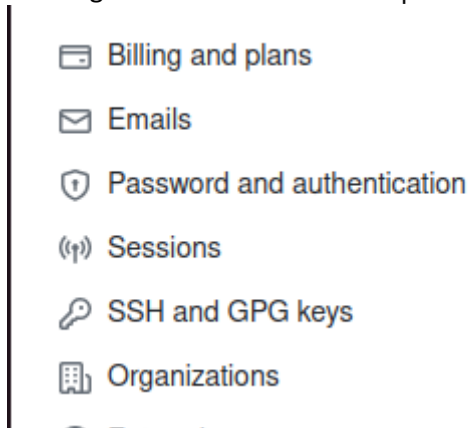 Billing and plans
Emails
Password and authentication
Sessions
SSH and GPG keys
Organizations